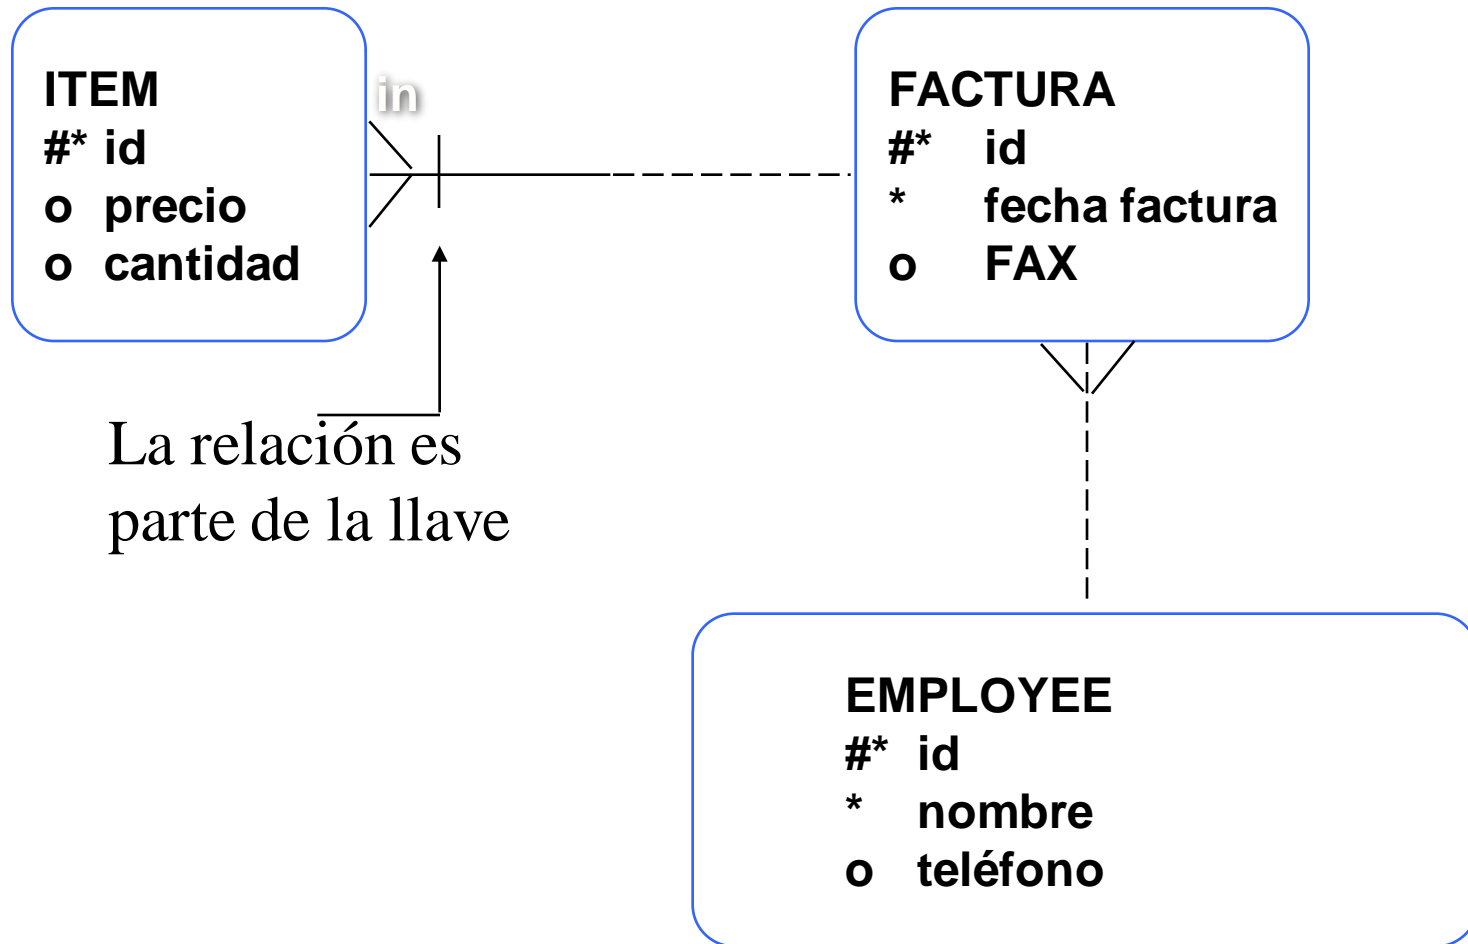 ITEM
#* id
o precio
o cantidad
in
FACTURA
#* id
* fecha factura
o FAX
La relación es
parte de la llave
EMPLOYEE
#* id
* nombre
o teléfono